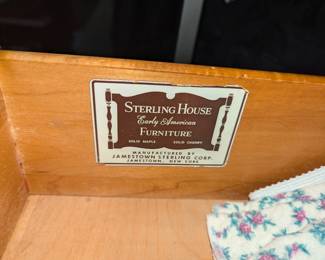 STERLING HOUSE
Early American
FURNITURE
SOLID MAPLE SOLID CHERRY
MANUFACTURED BY
JAMESTOWN STERLING CORP.
JAMESTOWN, NEW YORK